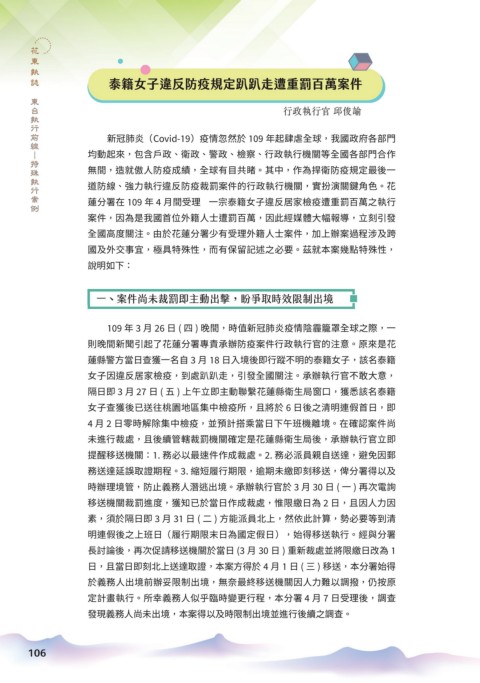 花東執誌
東台執行前鋒—特殊執行案例
泰籍女子違反防疫規定趴趴走遭重罰百萬案件
行政執行官 邱俊諭
新冠肺炎（Covid-19）疫情忽然於 109 年起肆虐全球，我國政府各部門
均動起來，包含戶政、衛政、警政、檢察、行政執行機關等全國各部門合作
無間，造就傲人防疫成績，全球有目共睹。其中，作為捍衛防疫規定最後一
道防線、強力執行違反防疫裁罰案件的行政執行機關，實扮演關鍵角色。花
蓮分署在 109 年 4 月間受理 一宗泰籍女子違反居家檢疫遭重罰百萬之執行
案件，因為是我國首位外籍人士遭罰百萬，因此經媒體大幅報導，立刻引發
全國高度關注。由於花蓮分署少有受理外籍人士案件，加上辦案過程涉及跨
國及外交事宜，極具特殊性，而有保留記述之必要。茲就本案幾點特殊性，
說明如下：
一、案件尚未裁罰即主動出擊，盼爭取時效限制出境
109 年 3 月 26 日 ( 四 ) 晚間，時值新冠肺炎疫情陰霾籠罩全球之際，一
則晚間新聞引起了花蓮分署專責承辦防疫案件行政執行官的注意。原來是花
蓮縣警方當日查獲一名自 3 月 18 日入境後即行蹤不明的泰籍女子，該名泰籍
女子因違反居家檢疫，到處趴趴走，引發全國關注。承辦執行官不敢大意，
隔日即 3 月 27 日 ( 五 ) 上午立即主動聯繫花蓮縣衛生局窗口，獲悉該名泰籍
女子查獲後已送往桃園地區集中檢疫所，且將於 6 日後之清明連假首日，即
4 月 2 日零時解除集中檢疫，並預計搭乘當日下午班機離境。在確認案件尚
未進行裁處，且後續管轄裁罰機關確定是花蓮縣衛生局後，承辦執行官立即
提醒移送機關：1. 務必以最速件作成裁處。2. 務必派員親自送達，避免因郵
務送達延誤取證期程。3. 縮短履行期限，逾期未繳即刻移送，俾分署得以及
時辦理境管，防止義務人潛逃出境。承辦執行官於 3 月 30 日 ( 一 ) 再次電詢
移送機關裁罰進度，獲知已於當日作成裁處，惟限繳日為 2 日，且因人力因
素，須於隔日即 3 月 31 日 ( 二 ) 方能派員北上，然依此計算，勢必要等到清
明連假後之上班日（履行期限末日為國定假日），始得移送執行。經與分署
長討論後，再次促請移送機關於當日 (3 月 30 日 ) 重新裁處並將限繳日改為 1
日，且當日即刻北上送達取證，本案方得於 4 月 1 日 ( 三 ) 移送，本分署始得
於義務人出境前辦妥限制出境，無奈最終移送機關因人力難以調撥，仍按原
定計畫執行。所幸義務人似乎臨時變更行程，本分署 4 月 7 日受理後，調查
發現義務人尚未出境，本案得以及時限制出境並進行後續之調查。
106